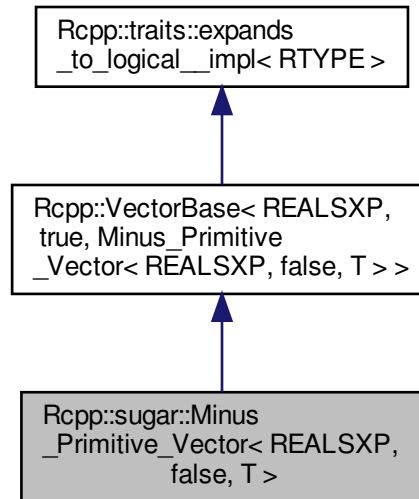 Rcpp::traits::expands
_to_logical__impl< RTYPE >
Rcpp::VectorBase< REALSXP,
true, Minus_Primitive
_Vector< REALSXP, false, T > >
Rcpp::sugar::Minus
_Primitive_Vector< REALSXP,
false, T >